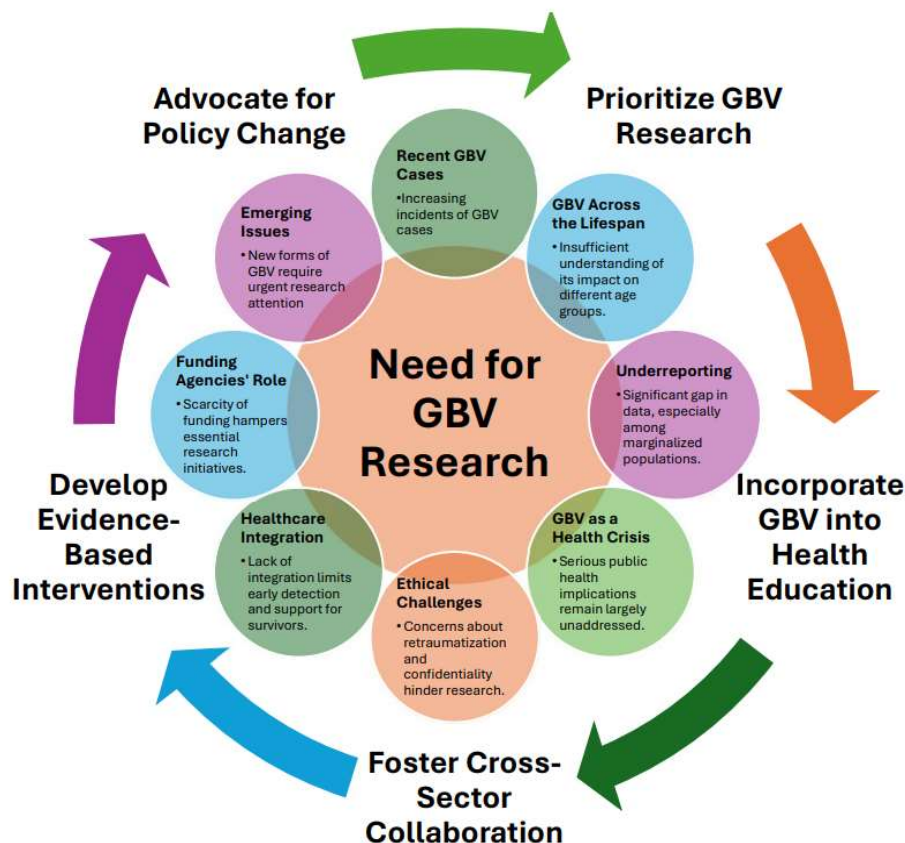 Advocate for
Policy Change
Prioritize GBV
Research
Recent GBV
Cases
•Increasing
incidents of GBV
cases
Emerging
Issues
• New forms of
GBV require
urgent research
attention
GBV Across
the Lifespan
• Insufficient
understanding of
its impact on
different age
groups.
Funding
Agencies' Role
• Scarcity of
funding hampers
essential
research
initiatives.
Need for
GBV
Research
Underreporting
• Significant gap in
data, especially
among
marginalized
populations.
Develop
Evidence-
Based
Interventions
Healthcare
Integration
• Lack of
integration limits
early detection
and support for
survivors.
Ethical
Challenges
• Concerns about
retraumatization
and
confidentiality
hinder research.
GBV as a
Health Crisis
• Serious public
health
implications
remain largely
unaddressed.
Incorporate
GBV into
Health
Education
Foster Cross-
Sector
Collaboration